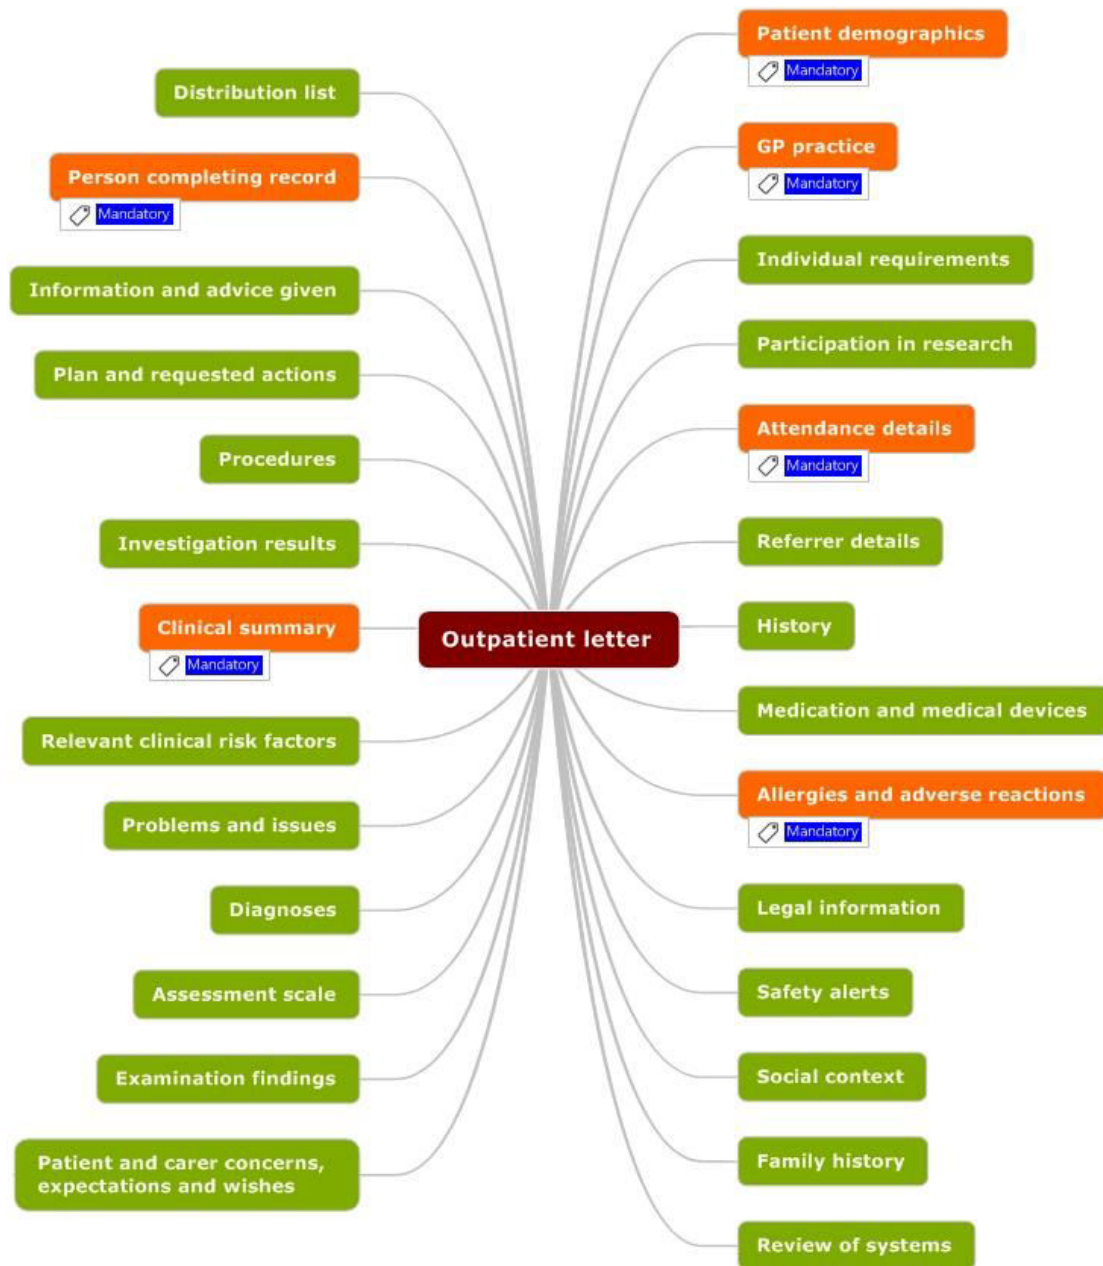 Patient demographics
Mandatory
Distribution list
GP practice
Mandatory
Person completing record
Mandatory
Individual requirements
Information and advice given
Participation in research
Plan and requested actions
Attendance details
Mandatory
Procedures
Referrer details
Investigation results
History
Clinical summary
Mandatory
Outpatient letter
Medication and medical devices
Relevant clinical risk factors
Allergies and adverse reactions
Mandatory
Problems and issues
Legal information
Diagnoses
Safety alerts
Assessment scale
Social context
Examination findings
Family history
Patient and carer concerns,
expectations and wishes
Review of systems